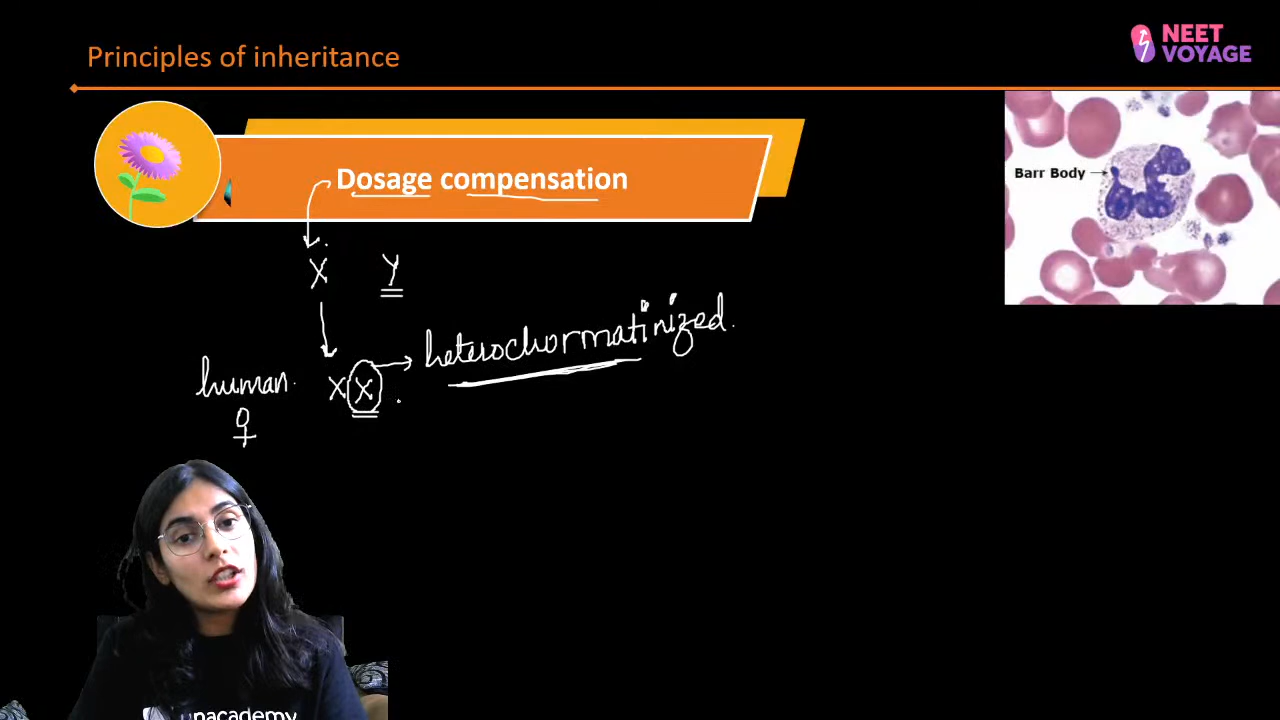 Principles of inheritance
NEET
VOYAGE
Dosage compensation
Barr Body
X Y
heterochormatinized.
human. X X
unacademy